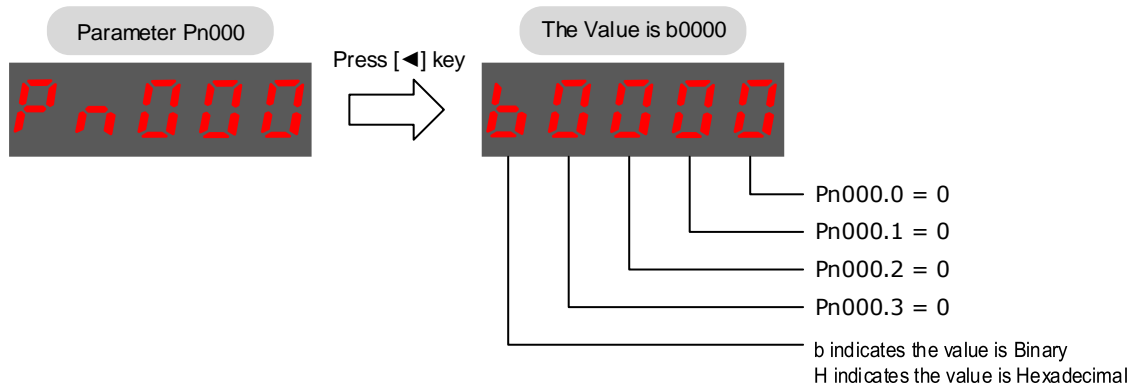 Parameter Pn000
The Value is b0000
Press [◄] key
Pn000
b0000
Pn000.0 = 0
Pn000.1 = 0
Pn000.2 = 0
Pn000.3 = 0
b indicates the value is Binary
H indicates the value is Hexadecimal